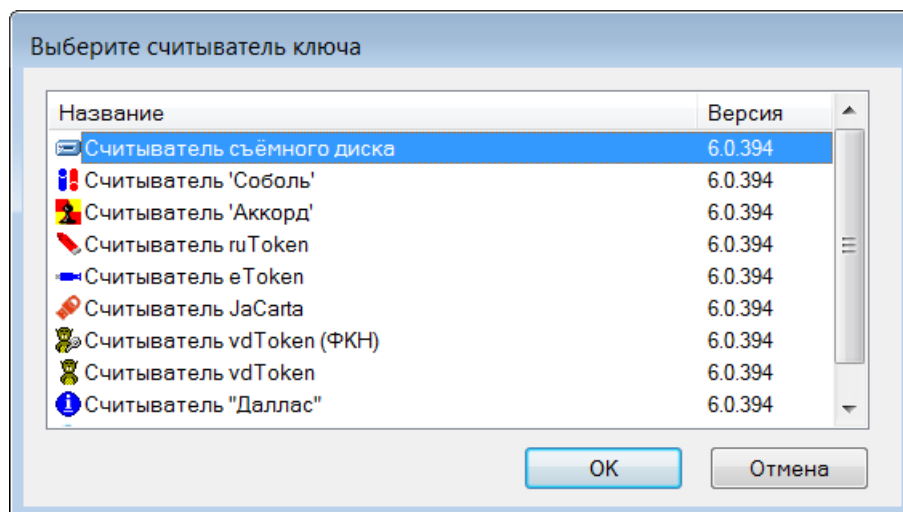 Выберите считыватель ключа
Название Версия
Считыватель съёмного диска 6.0.394
Считыватель 'Соболь' 6.0.394
Считыватель 'Аккорд' 6.0.394
Считыватель ruToken 6.0.394
Считыватель eToken 6.0.394
Считыватель JaCarta 6.0.394
Считыватель vdToken (ФКН) 6.0.394
Считыватель vdToken 6.0.394
Считыватель "Даллас" 6.0.394
OK Отмена